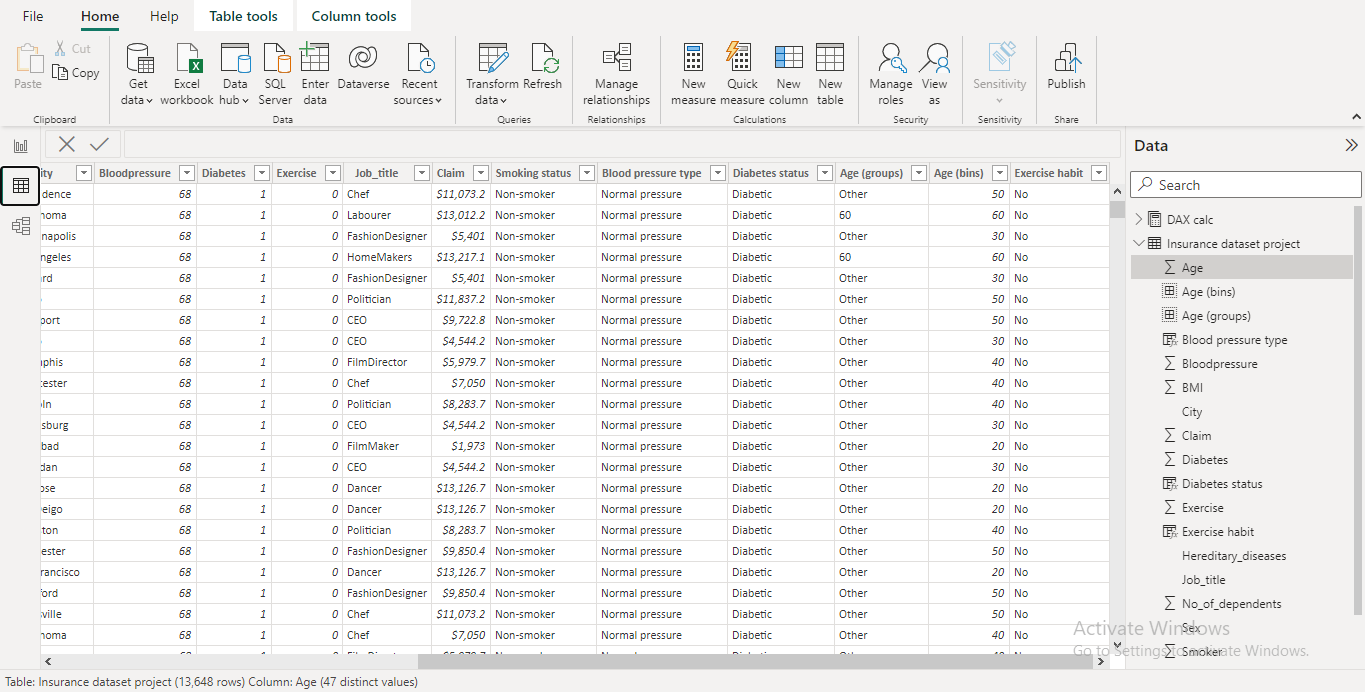 File Home Help Table tools Column tools
Paste Cut Copy
Get data Excel workbook Data hub SQL Server Enter data Dataverse Recent sources Transform data Refresh Manage relationships New measure Quick measure New column New table Manage roles View as Sensitivity Publish
Clipboard Data Queries Relationships Calculations Security Sensitivity Share
ity Bloodpressure Diabetes Exercise Job_title Claim Smoking status Blood pressure type Diabetes status Age (groups) Age (bins) Exercise habit
dence 68 1 0 Chef $11,073.2 Non-smoker Normal pressure Diabetic Other 50 No
homa 68 1 0 Labourer $13,012.2 Non-smoker Normal pressure Diabetic 60 60 No
napolis 68 1 0 FashionDesigner $5,401 Non-smoker Normal pressure Diabetic Other 30 No
ngeles 68 1 0 HomeMakers $13,217.1 Non-smoker Normal pressure Diabetic 60 60 No
ard 68 1 0 FashionDesigner $5,401 Non-smoker Normal pressure Diabetic Other 30 No
68 1 0 Politician $11,837.2 Non-smoker Normal pressure Diabetic Other 50 No
port 68 1 0 CEO $9,722.8 Non-smoker Normal pressure Diabetic Other 50 No
68 1 0 CEO $4,544.2 Non-smoker Normal pressure Diabetic Other 30 No
phis 68 1 0 FilmDirector $5,979.7 Non-smoker Normal pressure Diabetic Other 40 No
cester 68 1 0 Chef $7,050 Non-smoker Normal pressure Diabetic Other 40 No
ln 68 1 0 Politician $8,283.7 Non-smoker Normal pressure Diabetic Other 40 No
sburg 68 1 0 CEO $4,544.2 Non-smoker Normal pressure Diabetic Other 30 No
bad 68 1 0 FilmMaker $1,973 Non-smoker Normal pressure Diabetic Other 20 No
dan 68 1 0 CEO $4,544.2 Non-smoker Normal pressure Diabetic Other 30 No
ose 68 1 0 Dancer $13,126.7 Non-smoker Normal pressure Diabetic Other 20 No
eigo 68 1 0 Dancer $13,126.7 Non-smoker Normal pressure Diabetic Other 20 No
ston 68 1 0 Politician $8,283.7 Non-smoker Normal pressure Diabetic Other 40 No
ester 68 1 0 FashionDesigner $9,850.4 Non-smoker Normal pressure Diabetic Other 50 No
rancisco 68 1 0 Dancer $13,126.7 Non-smoker Normal pressure Diabetic Other 20 No
ford 68 1 0 FashionDesigner $9,850.4 Non-smoker Normal pressure Diabetic Other 50 No
sville 68 1 0 Chef $11,073.2 Non-smoker Normal pressure Diabetic Other 50 No
homa 68 1 0 Chef $7,050 Non-smoker Normal pressure Diabetic Other 40 No
Data
Search
DAX calc
Insurance dataset project
Age
Age (bins)
Age (groups)
Blood pressure type
Bloodpressure
BMI
City
Claim
Diabetes
Diabetes status
Exercise
Exercise habit
Hereditary_diseases
Job_title
No_of_dependents
Sex
Smoker
Activate Windows
Go to Settings to activate Windows.
Table: Insurance dataset project (13,648 rows) Column: Age (47 distinct values)